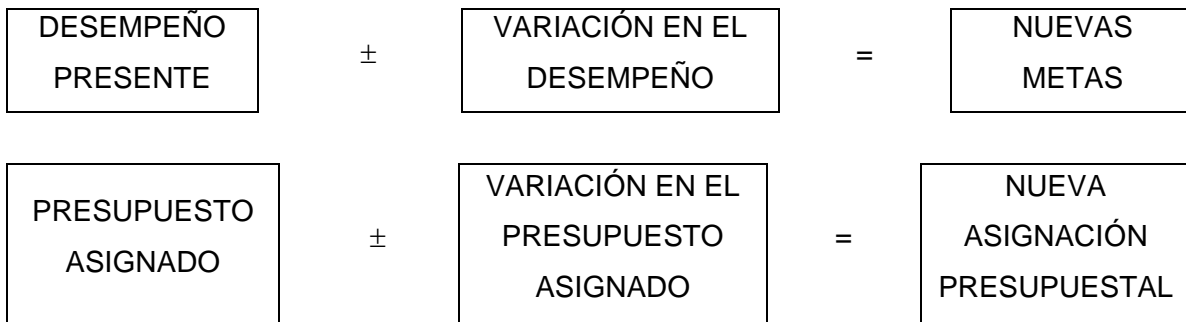 DESEMPEÑO
PRESENTE
±
VARIACIÓN EN EL
DESEMPEÑO
=
NUEVAS
METAS
PRESUPUESTO
ASIGNADO
±
VARIACIÓN EN EL
PRESUPUESTO
ASIGNADO
=
NUEVA
ASIGNACIÓN
PRESUPUESTAL